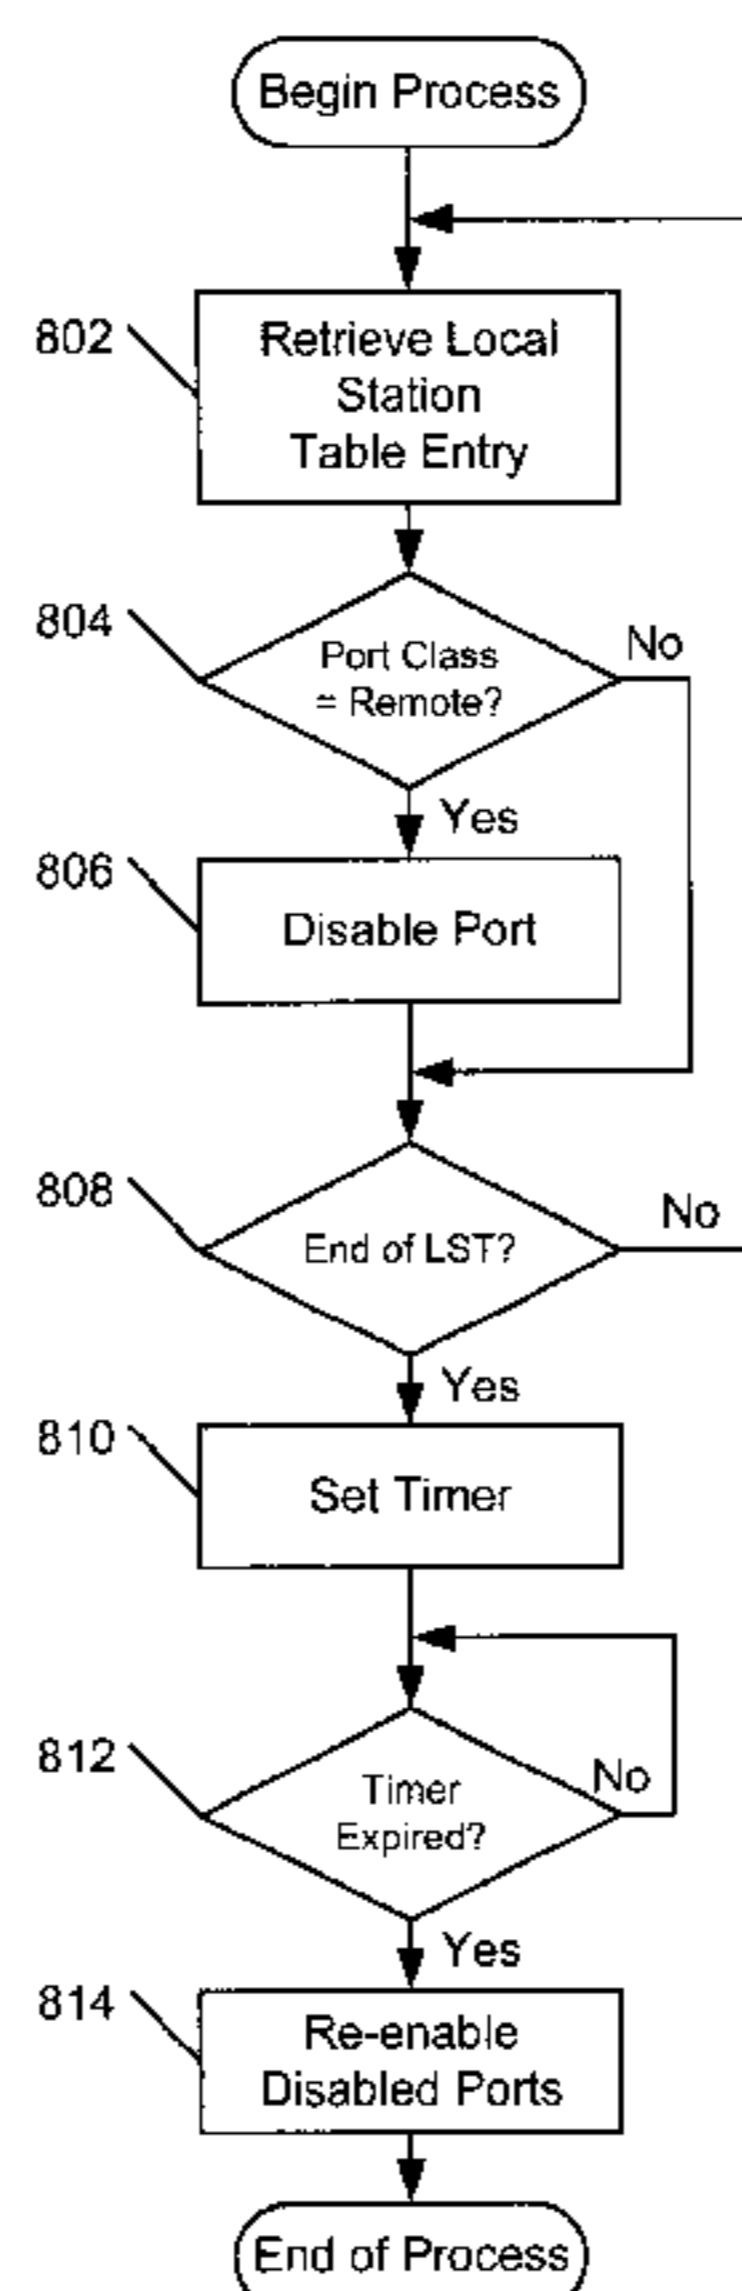 Begin Process
802
Retrieve Local
Station
Table Entry
804
Port Class
= Remote?
No
Yes
806
Disable Port
808
End of LST?
No
Yes
810
Set Timer
812
Timer
Expired?
No
Yes
814
Re-enable
Disabled Ports
End of Process